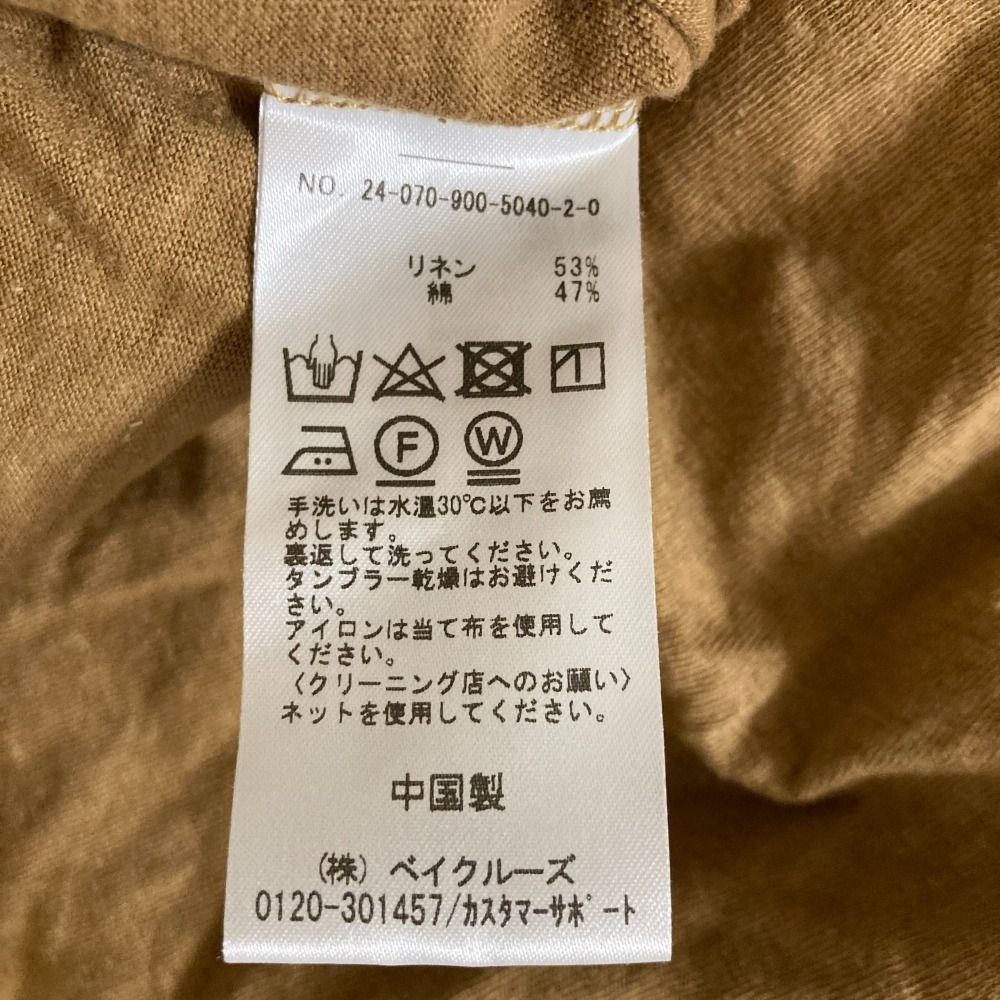 NO. 24-070-900-5040-2-0
リネン 53%
綿 47%
F W
手洗いは水温30℃以下をお薦
めします。
裏返して洗ってください。
タンブラー乾燥はお避けくだ
さい。
アイロンは当て布を使用して
ください。
〈クリーニング店へのお願い〉
ネットを使用してください。
中国製
(株) ベイクルーズ
0120-301457/カスタマーサポート